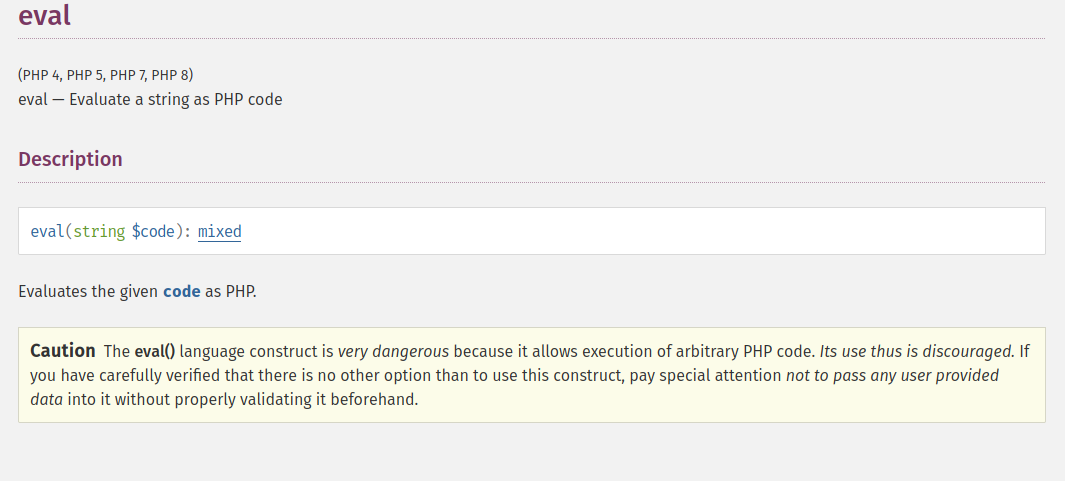 eval
(PHP 4, PHP 5, PHP 7, PHP 8)
eval — Evaluate a string as PHP code
Description
eval(string $code): mixed
Evaluates the given code as PHP.
Caution The eval() language construct is very dangerous because it allows execution of arbitrary PHP code. Its use thus is discouraged. If
you have carefully verified that there is no other option than to use this construct, pay special attention not to pass any user provided
data into it without properly validating it beforehand.